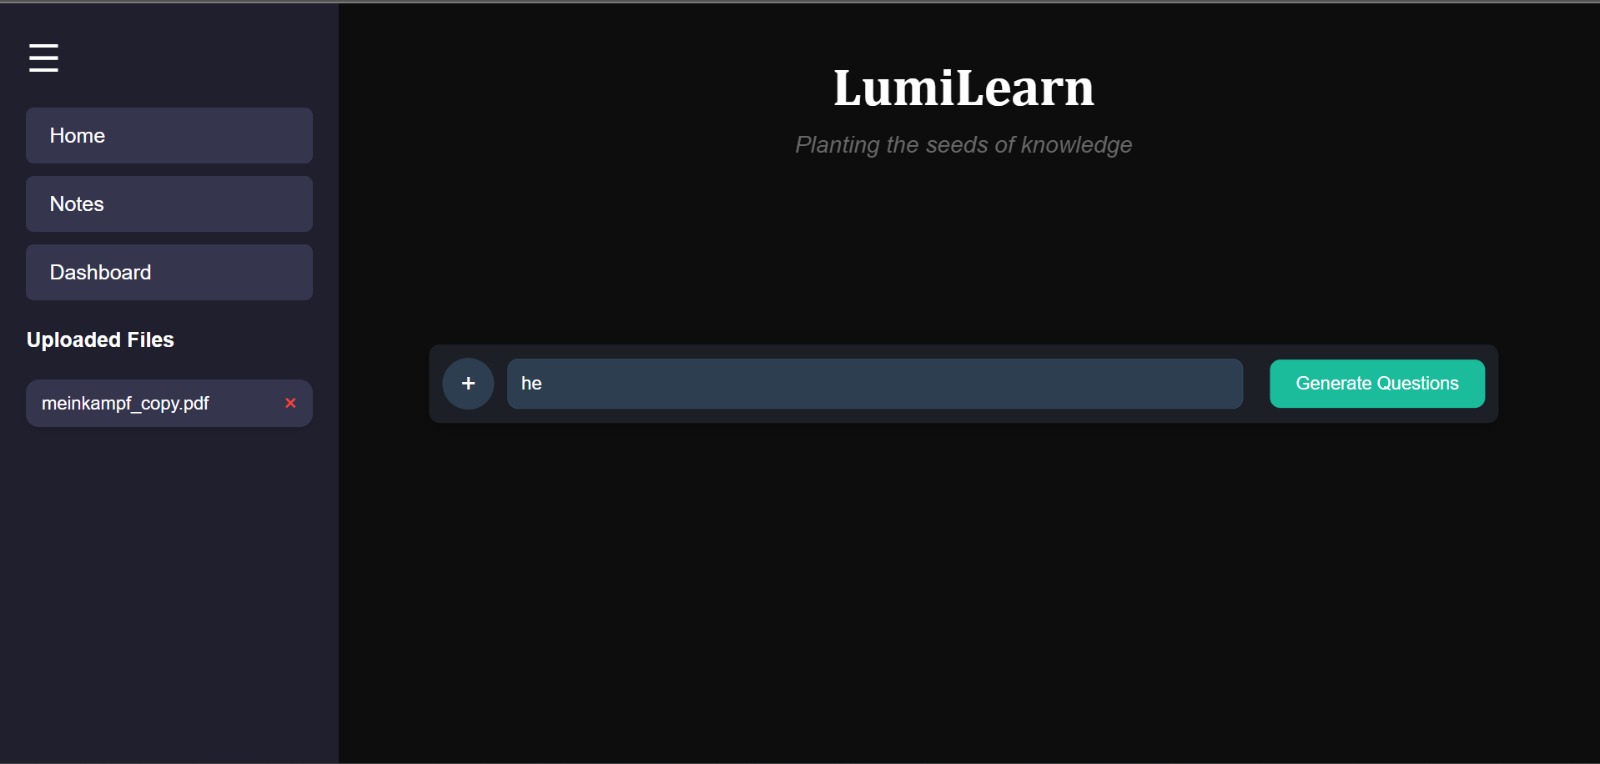 Home
Notes
Dashboard
Uploaded Files
meinkampf_copy.pdf ×
LumiLearn
Planting the seeds of knowledge
+ he Generate Questions